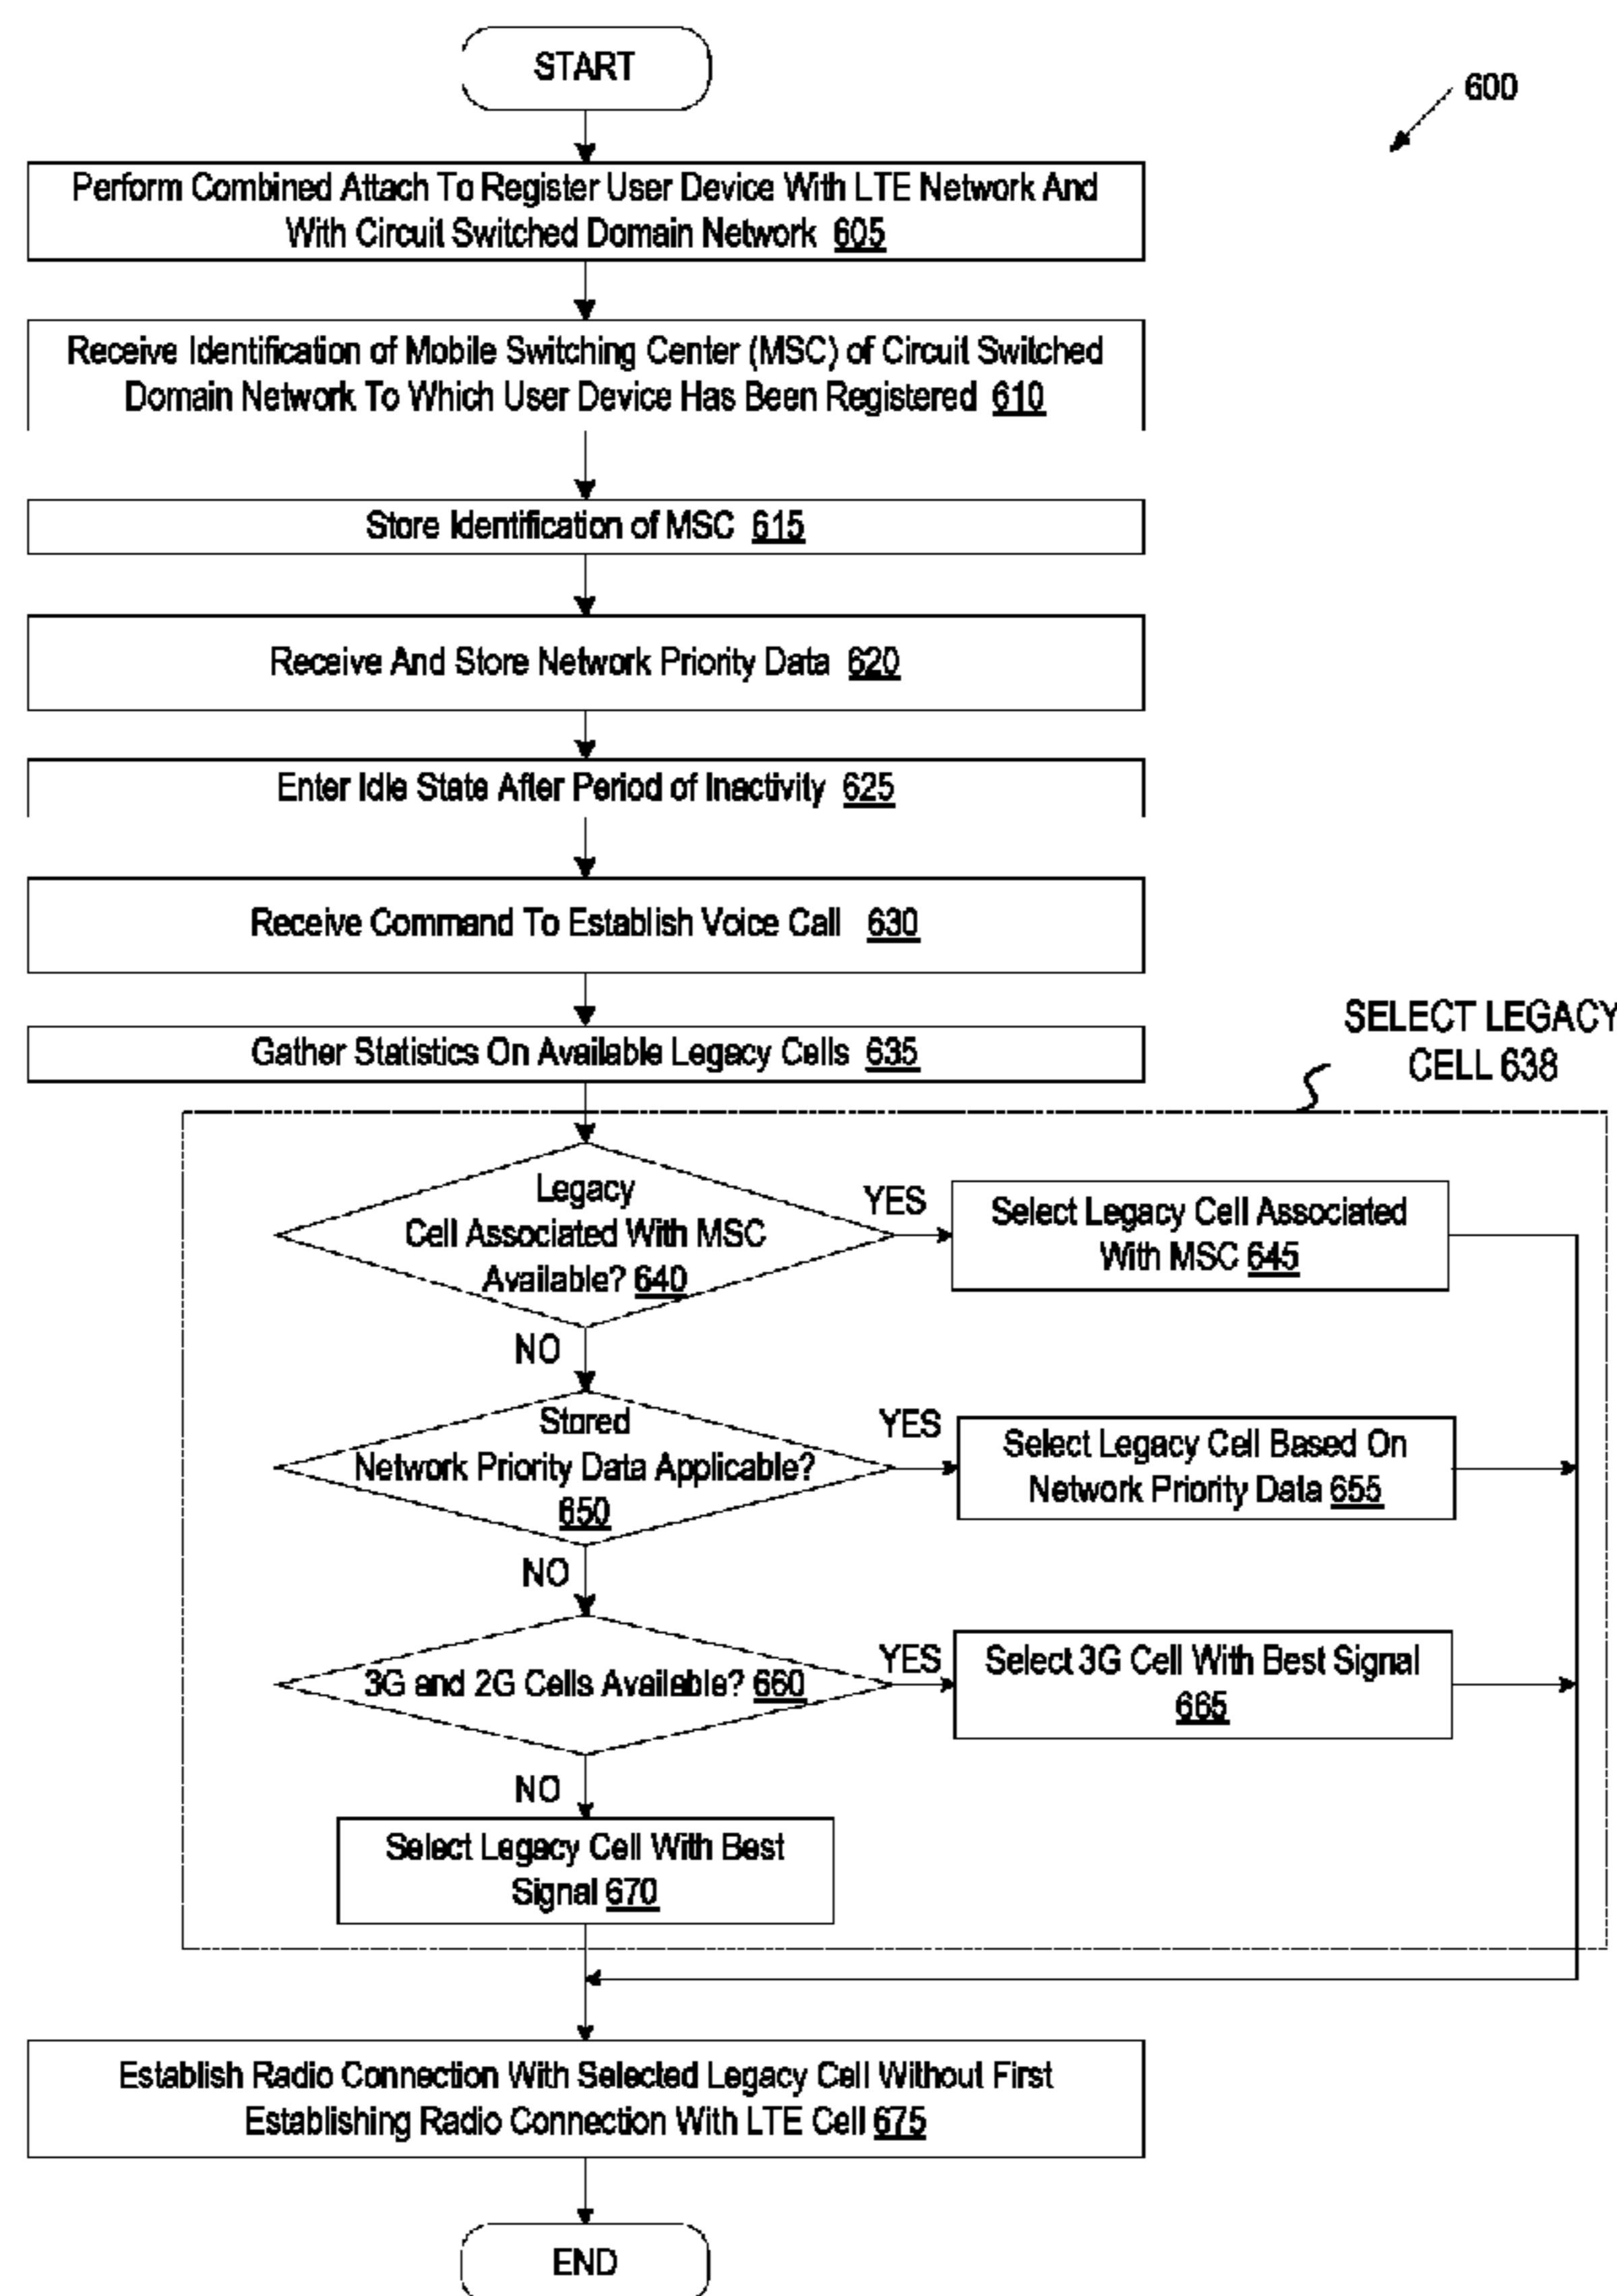 START
600
Perform Combined Attach To Register User Device With LTE Network And
With Circuit Switched Domain Network 605
Receive Identification of Mobile Switching Center (MSC) of Circuit Switched
Domain Network To Which User Device Has Been Registered 610
Store Identification of MSC 615
Receive And Store Network Priority Data 620
Enter Idle State After Period of Inactivity 625
Receive Command To Establish Voice Call 630
Gather Statistics On Available Legacy Cells 635
SELECT LEGACY
CELL 638
Legacy
Cell Associated With MSC
Available? 640
YES
Select Legacy Cell Associated
With MSC 645
NO
Stored
Network Priority Data Applicable?
650
YES
Select Legacy Cell Based On
Network Priority Data 655
NO
3G and 2G Cells Available? 660
YES
Select 3G Cell With Best Signal
665
NO
Select Legacy Cell With Best
Signal 670
Establish Radio Connection With Selected Legacy Cell Without First
Establishing Radio Connection With LTE Cell 675
END